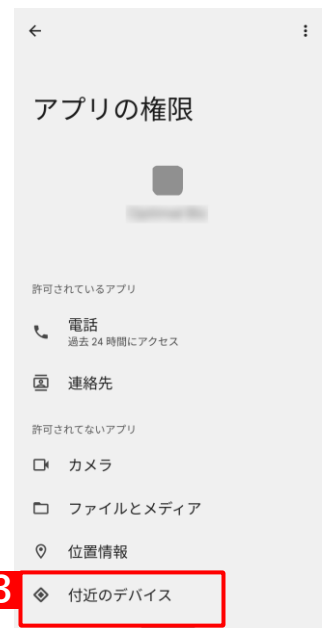 アプリの権限
許可されているアプリ
電話
過去 24 時間にアクセス
連絡先
許可されてないアプリ
カメラ
ファイルとメディア
位置情報
3
付近のデバイス